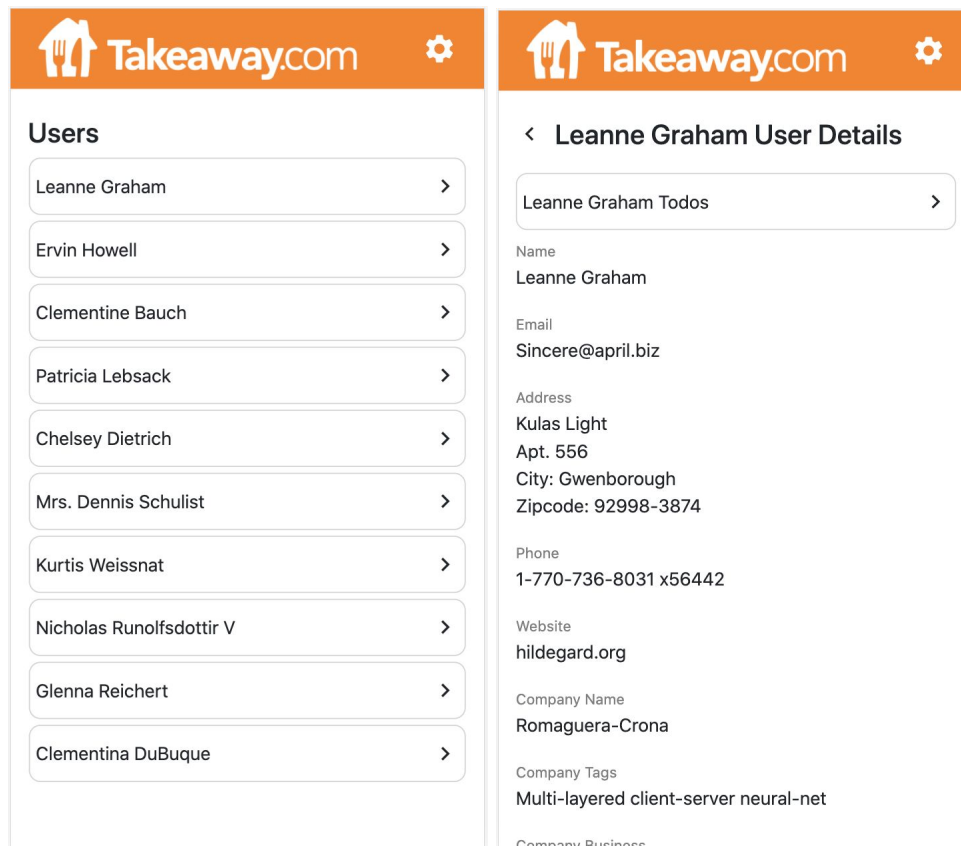 Takeaway.com
Users
Leanne Graham
Ervin Howell
Clementine Bauch
Patricia Lebsack
Chelsey Dietrich
Mrs. Dennis Schulist
Kurtis Weissnat
Nicholas Runolfsdottir V
Glenna Reichert
Clementina DuBuque
Takeaway.com
Leanne Graham User Details
Leanne Graham Todos
Name
Leanne Graham
Email
Sincere@april.biz
Address
Kulas Light
Apt. 556
City: Gwenborough
Zipcode: 92998-3874
Phone
1-770-736-8031 x56442
Website
hildegard.org
Company Name
Romaguera-Crona
Company Tags
Multi-layered client-server neural-net
Company Business